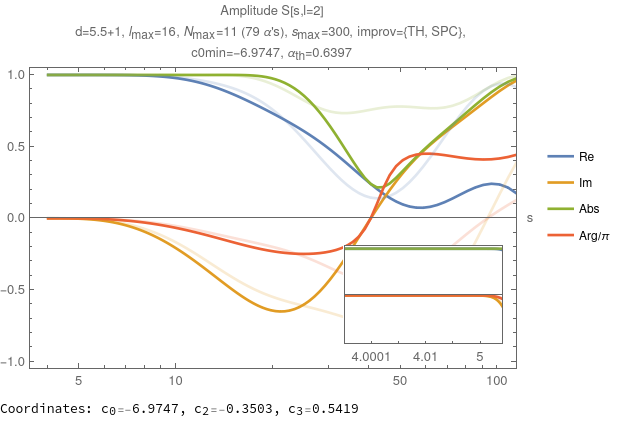 Amplitude S[s,l=2]
d=5.5+1, lmax=16, Nmax=11 (79 α's), smax=300, improv={TH, SPC},
c0min=−6.9747, αth=0.6397
1.0
0.5
0.0
−0.5
−1.0
s
Re
Im
Abs
Arg/π
4.0001 4.01 5
5 10 50 100
Coordinates: c0=-6.9747, c2=-0.3503, c3=0.5419